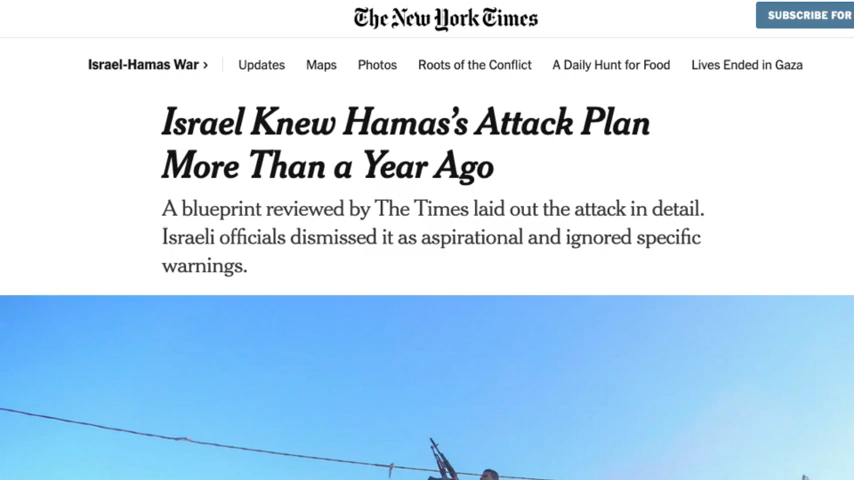 The New York Times
SUBSCRIBE FOR
Israel-Hamas War › Updates Maps Photos Roots of the Conflict A Daily Hunt for Food Lives Ended in Gaza
Israel Knew Hamas's Attack Plan
More Than a Year Ago
A blueprint reviewed by The Times laid out the attack in detail.
Israeli officials dismissed it as aspirational and ignored specific
warnings.